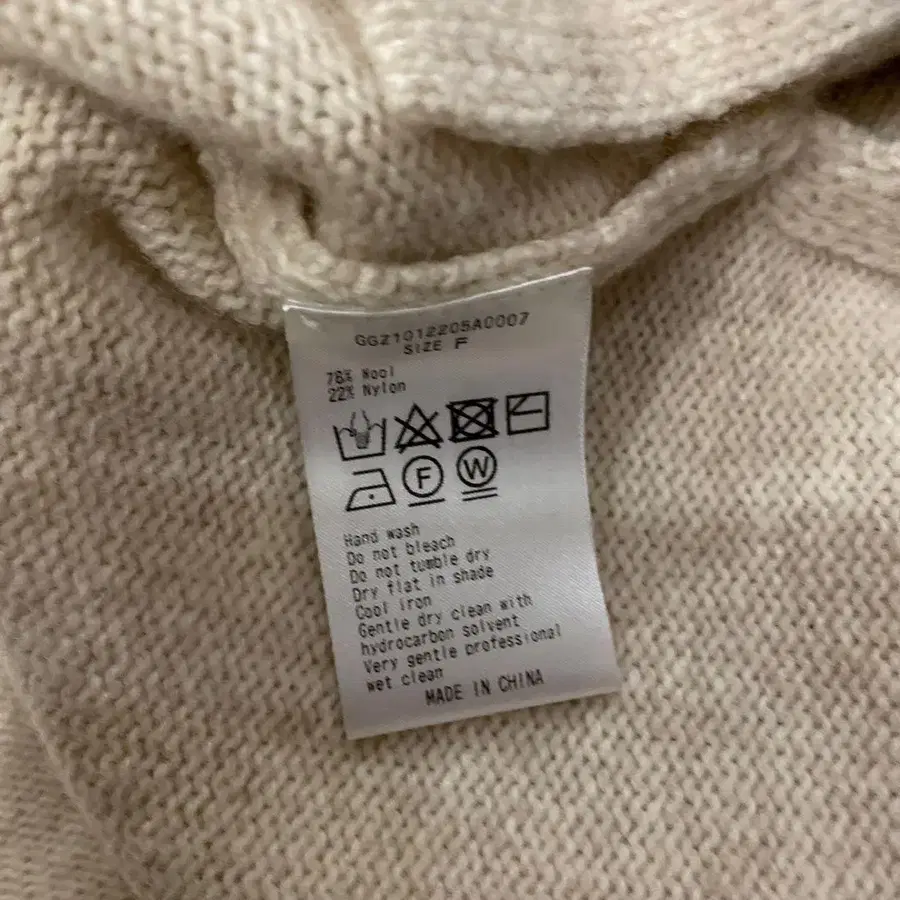 GG21012205A0007
SIZE F
78% Wool
22% Nylon
F W
Hand wash
Do not bleach
Do not tumble dry
Dry flat in shade
Cool iron
Gentle dry clean with
hydrocarbon solvent
Very gentle professional
wet clean
MADE IN CHINA